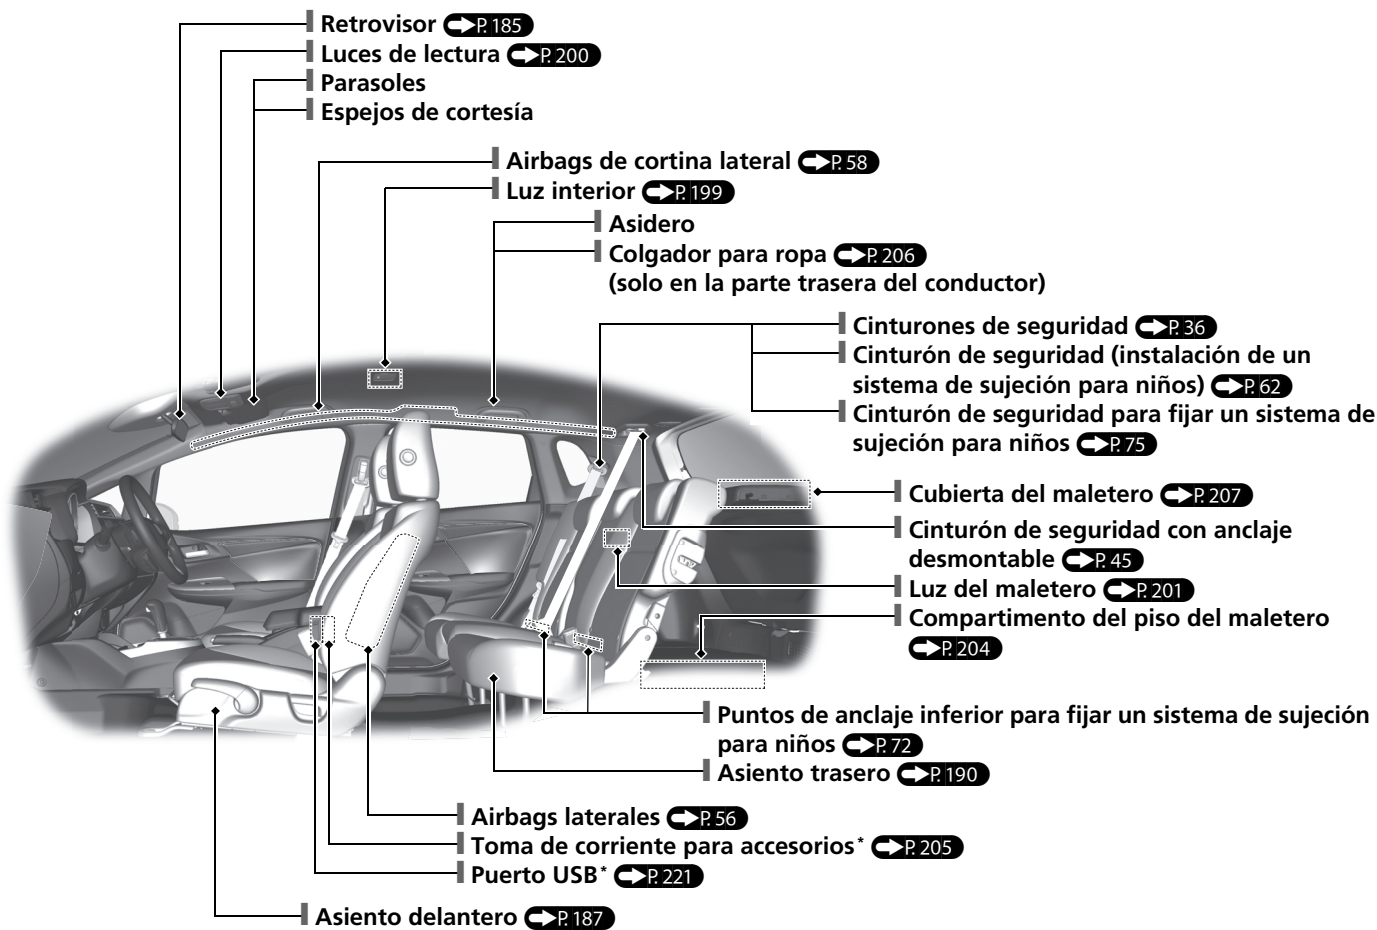 Retrovisor P. 185
Luces de lectura P. 200
Parasoles
Espejos de cortesía
Airbags de cortina lateral P. 58
Luz interior P. 199
Asidero
Colgador para ropa P. 206
(solo en la parte trasera del conductor)
Cinturones de seguridad P. 36
Cinturón de seguridad (instalación de un
sistema de sujeción para niños) P. 62
Cinturón de seguridad para fijar un sistema de
sujeción para niños P. 75
Cubierta del maletero P. 207
Cinturón de seguridad con anclaje
desmontable P. 45
Luz del maletero P. 201
Compartimento del piso del maletero
P. 204
Puntos de anclaje inferior para fijar un sistema de sujeción
para niños P. 72
Asiento trasero P. 190
Airbags laterales P. 56
Toma de corriente para accesorios* P. 205
Puerto USB* P. 221
Asiento delantero P. 187